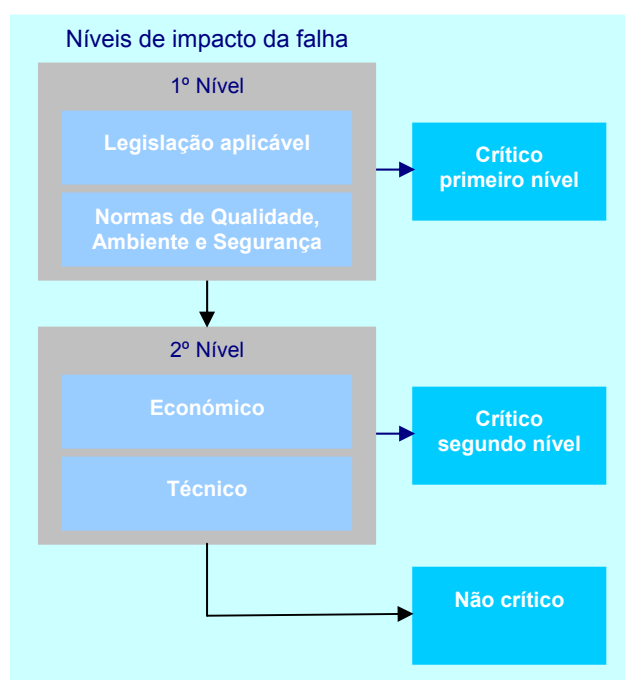 Níveis de impacto da falha
1º Nível
Legislação aplicável
Normas de Qualidade,
Ambiente e Segurança
Crítico
primeiro nível
2º Nível
Económico
Técnico
Crítico
segundo nível
Não crítico